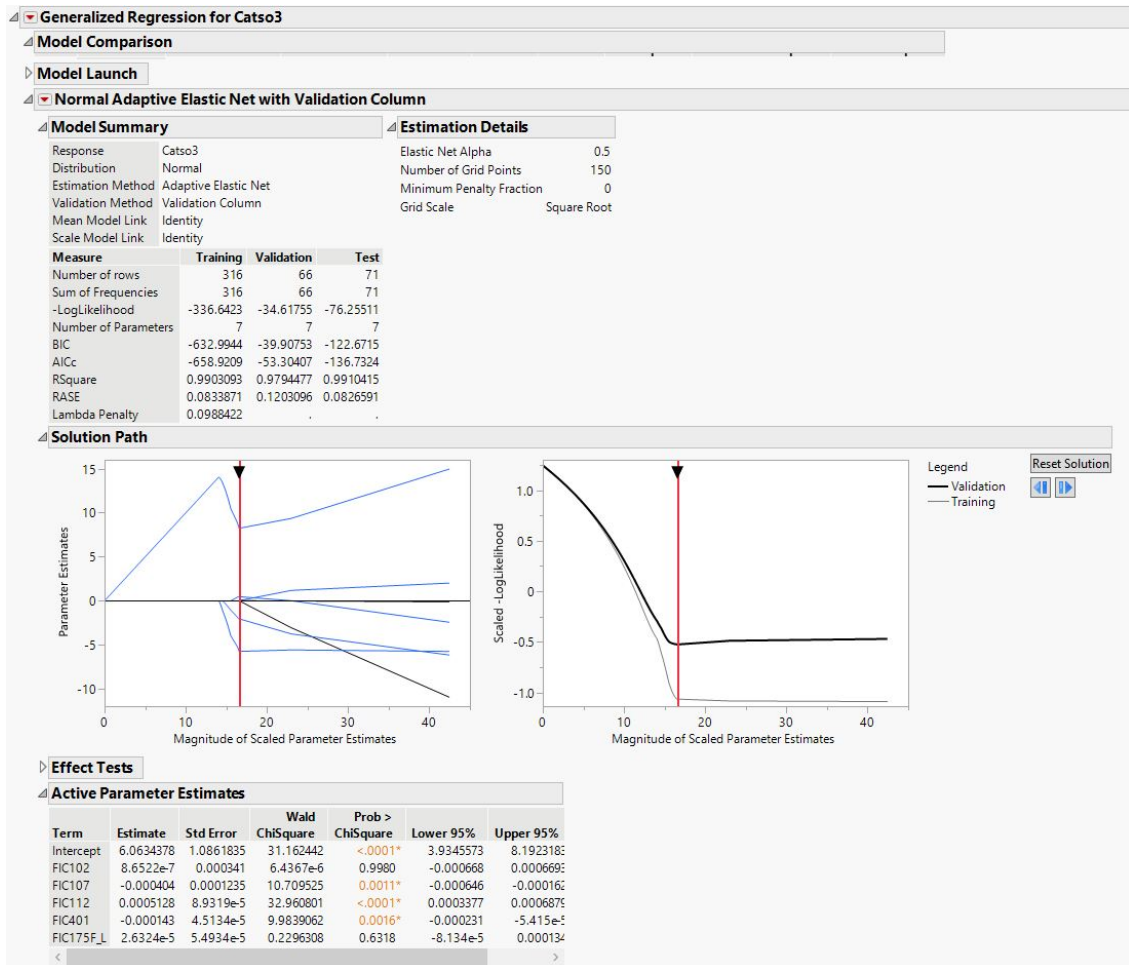 Generalized Regression for Catso3
Model Comparison
Model Launch
Normal Adaptive Elastic Net with Validation Column
Model Summary
Response Catso3
Distribution Normal
Estimation Method Adaptive Elastic Net
Validation Method Validation Column
Mean Model Link Identity
Scale Model Link Identity
Measure Training Validation Test
Number of rows 316 66 71
Sum of Frequencies 316 66 71
-LogLikelihood -336.6423 -34.61755 -76.25511
Number of Parameters 7 7 7
BIC -632.9944 -39.90753 -122.6715
AICc -658.9209 -53.30407 -136.7324
RSquare 0.9903093 0.9794477 0.9910415
RASE 0.0833871 0.1203096 0.0826591
Lambda Penalty 0.0988422 . .
Estimation Details
Elastic Net Alpha 0.5
Number of Grid Points 150
Minimum Penalty Fraction 0
Grid Scale Square Root
Solution Path
Parameter Estimates
15
10
5
0
-5
-10
0 10 20 30 40
Magnitude of Scaled Parameter Estimates
Scaled -LogLikelihood
1.0
0.5
0
-0.5
-1.0
0 10 20 30 40
Magnitude of Scaled Parameter Estimates
Legend
Validation
Training
Reset Solution
Effect Tests
Active Parameter Estimates
Wald Prob >
Term Estimate Std Error ChiSquare ChiSquare Lower 95% Upper 95%
Intercept 6.0634378 1.0861835 31.162442 <.0001* 3.9345573 8.1923183
FIC102 8.6522e-7 0.000341 6.4367e-6 0.9980 -0.000668 0.0006693
FIC107 -0.000404 0.0001235 10.709525 0.0011* -0.000646 -0.000162
FIC112 0.0005128 8.9319e-5 32.960801 <.0001* 0.0003377 0.0006879
FIC401 -0.000143 4.5134e-5 9.9839062 0.0016* -0.000231 -5.415e-5
FIC175F_L 2.6324e-5 5.4934e-5 0.2296308 0.6318 -8.134e-5 0.000134